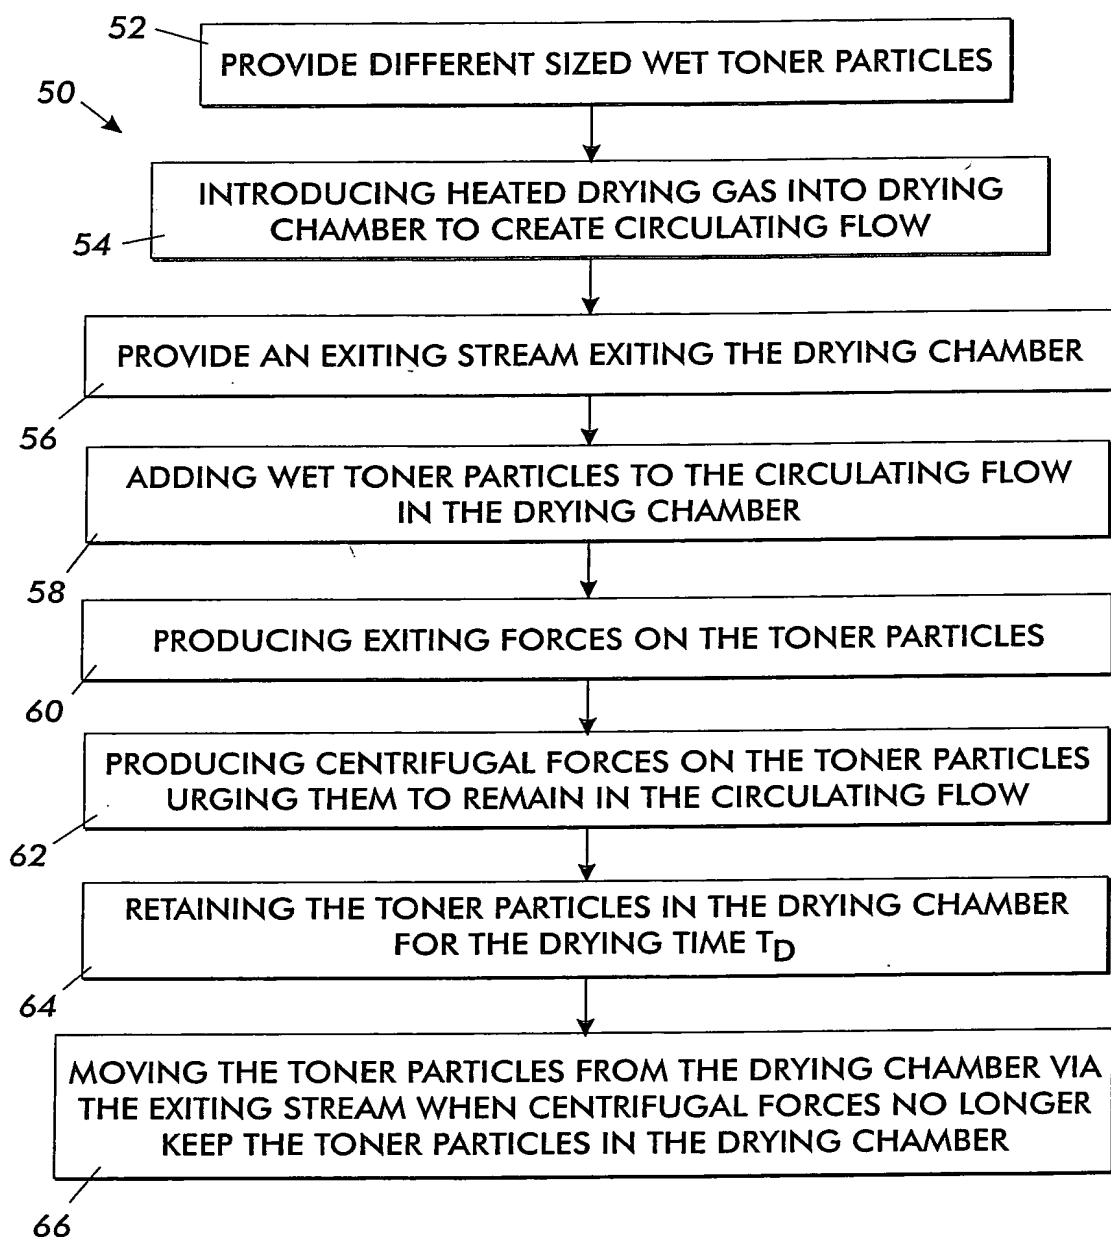 52
PROVIDE DIFFERENT SIZED WET TONER PARTICLES
50
INTRODUCING HEATED DRYING GAS INTO DRYING
CHAMBER TO CREATE CIRCULATING FLOW
54
PROVIDE AN EXITING STREAM EXITING THE DRYING CHAMBER
56
ADDING WET TONER PARTICLES TO THE CIRCULATING FLOW
IN THE DRYING CHAMBER
58
PRODUCING EXITING FORCES ON THE TONER PARTICLES
60
PRODUCING CENTRIFUGAL FORCES ON THE TONER PARTICLES
URGING THEM TO REMAIN IN THE CIRCULATING FLOW
62
RETAINING THE TONER PARTICLES IN THE DRYING CHAMBER
FOR THE DRYING TIME TD
64
MOVING THE TONER PARTICLES FROM THE DRYING CHAMBER VIA
THE EXITING STREAM WHEN CENTRIFUGAL FORCES NO LONGER
KEEP THE TONER PARTICLES IN THE DRYING CHAMBER
66